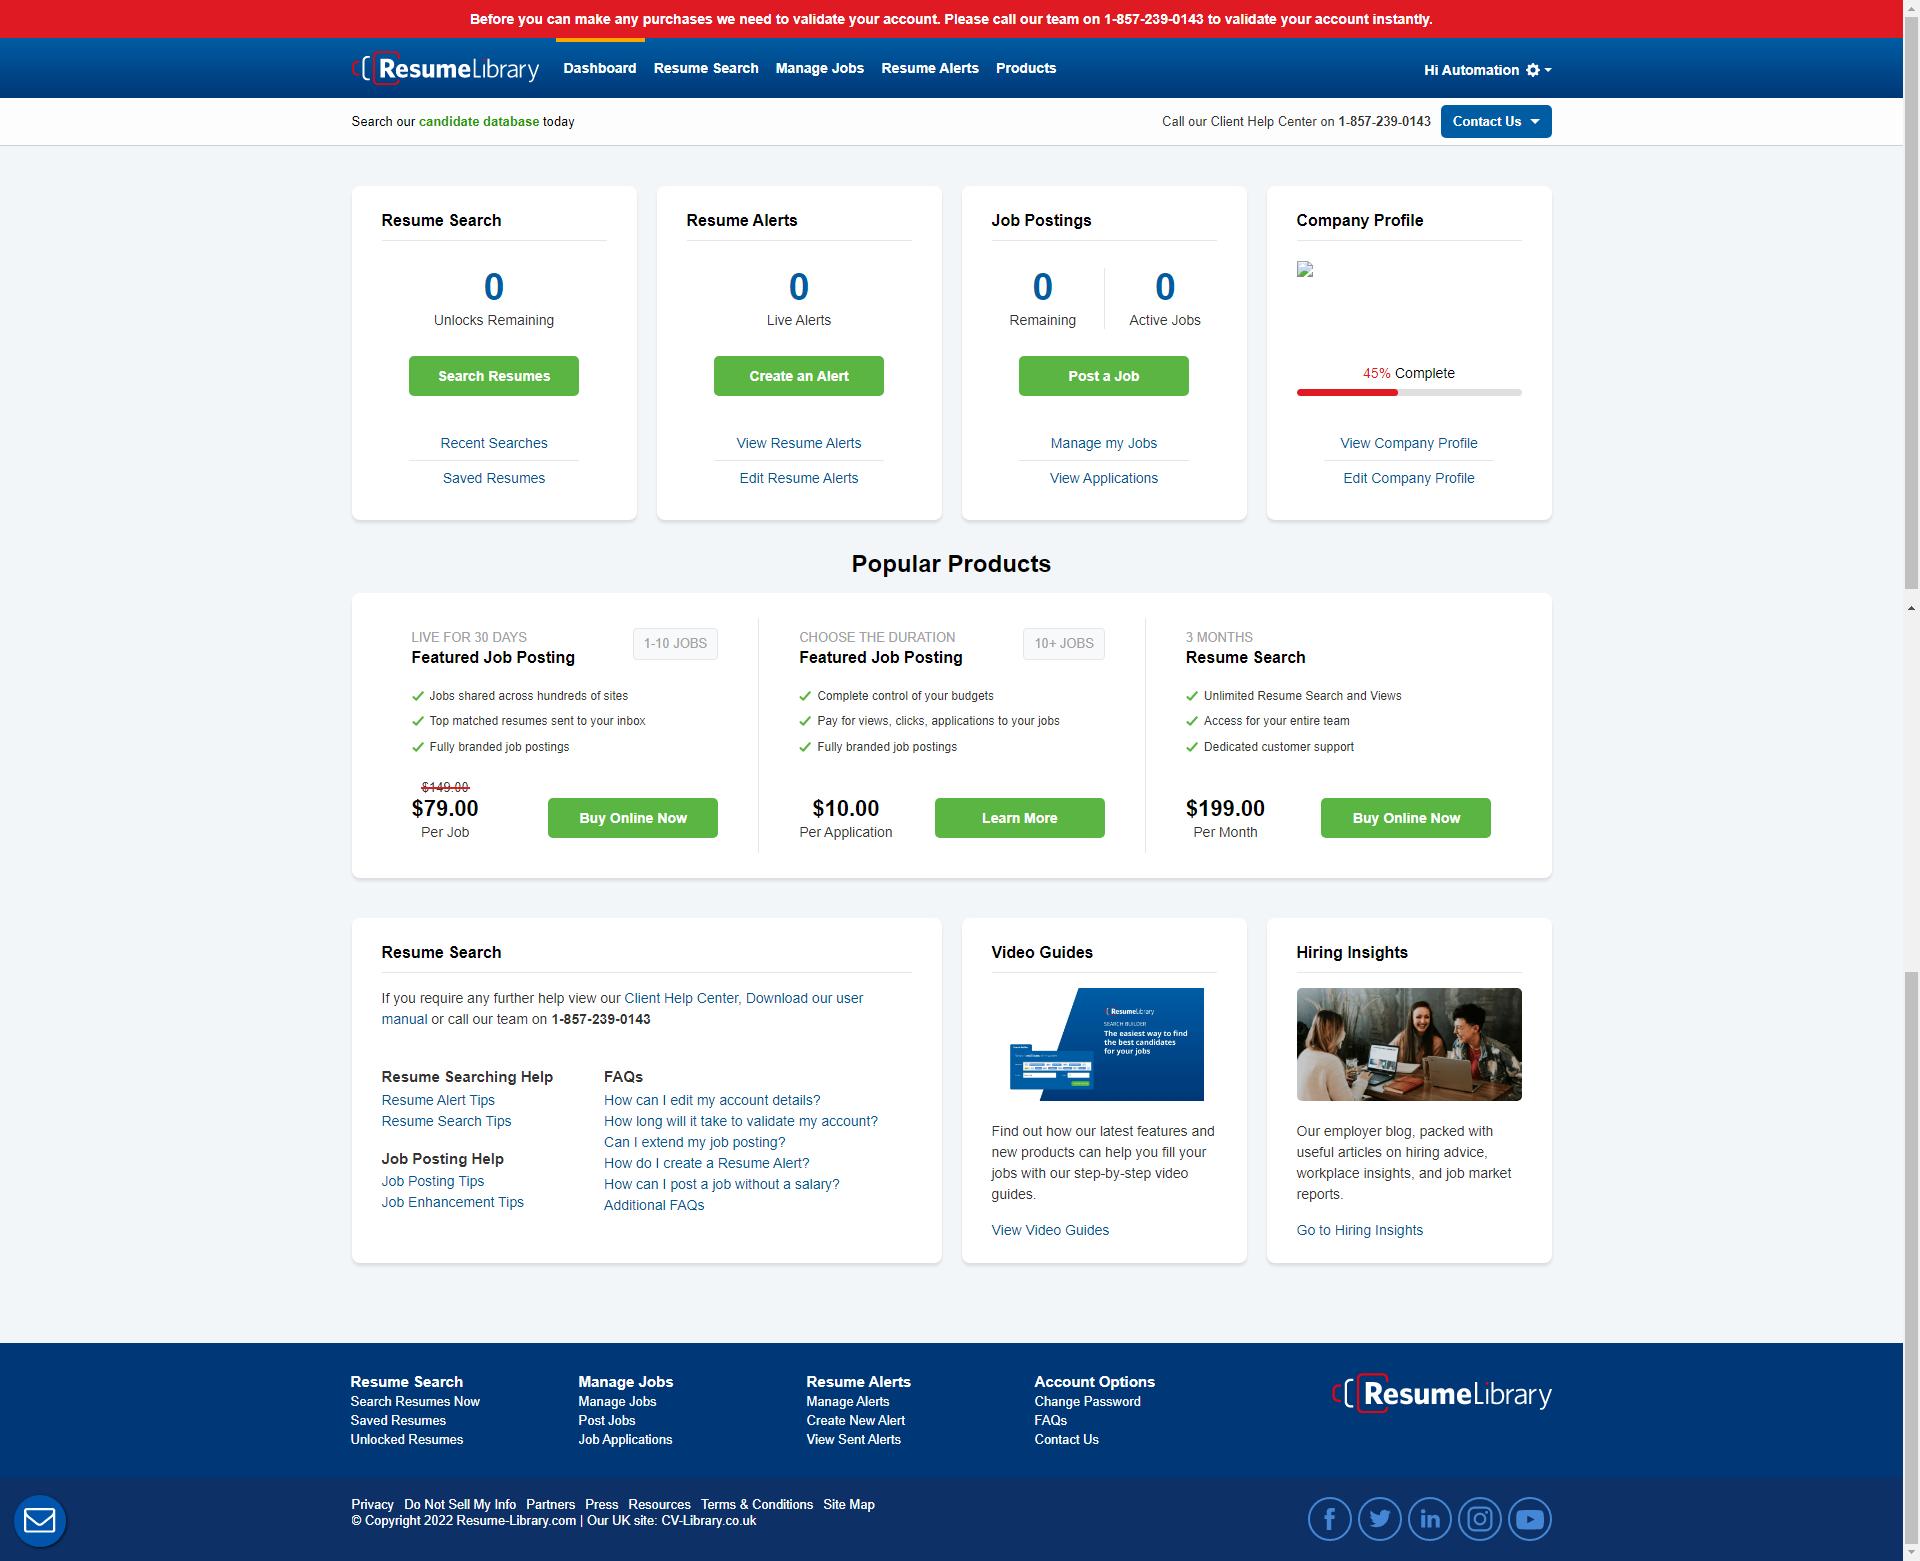 Before you can make any purchases we need to validate your account. Please call our team on 1-857-239-0143 to validate your account instantly.
ResumeLibrary Dashboard Resume Search Manage Jobs Resume Alerts Products Hi Automation
Search our candidate database today Call our Client Help Center on 1-857-239-0143 Contact Us
Resume Search
0
Unlocks Remaining
Search Resumes
Recent Searches
Saved Resumes
Resume Alerts
0
Live Alerts
Create an Alert
View Resume Alerts
Edit Resume Alerts
Job Postings
0 0
Remaining Active Jobs
Post a Job
Manage my Jobs
View Applications
Company Profile
45% Complete
View Company Profile
Edit Company Profile
Popular Products
LIVE FOR 30 DAYS
Featured Job Posting
1-10 JOBS
Jobs shared across hundreds of sites
Top matched resumes sent to your inbox
Fully branded job postings
$149.00
$79.00
Per Job
Buy Online Now
CHOOSE THE DURATION
Featured Job Posting
10+ JOBS
Complete control of your budgets
Pay for views, clicks, applications to your jobs
Fully branded job postings
$10.00
Per Application
Learn More
3 MONTHS
Resume Search
Unlimited Resume Search and Views
Access for your entire team
Dedicated customer support
$199.00
Per Month
Buy Online Now
Resume Search
If you require any further help view our Client Help Center, Download our user
manual or call our team on 1-857-239-0143
Resume Searching Help
Resume Alert Tips
Resume Search Tips
Job Posting Help
Job Posting Tips
Job Enhancement Tips
FAQs
How can I edit my account details?
How long will it take to validate my account?
Can I extend my job posting?
How do I create a Resume Alert?
How can I post a job without a salary?
Additional FAQs
Video Guides
ResumeLibrary
SEARCH BUILDER
The easiest way to find
the best candidates
for your jobs
Find out how our latest features and
new products can help you fill your
jobs with our step-by-step video
guides.
View Video Guides
Hiring Insights
Our employer blog, packed with
useful articles on hiring advice,
workplace insights, and job market
reports.
Go to Hiring Insights
Resume Search
Search Resumes Now
Saved Resumes
Unlocked Resumes
Manage Jobs
Manage Jobs
Post Jobs
Job Applications
Resume Alerts
Manage Alerts
Create New Alert
View Sent Alerts
Account Options
Change Password
FAQs
Contact Us
ResumeLibrary
Privacy Do Not Sell My Info Partners Press Resources Terms & Conditions Site Map
© Copyright 2022 Resume-Library.com | Our UK site: CV-Library.co.uk